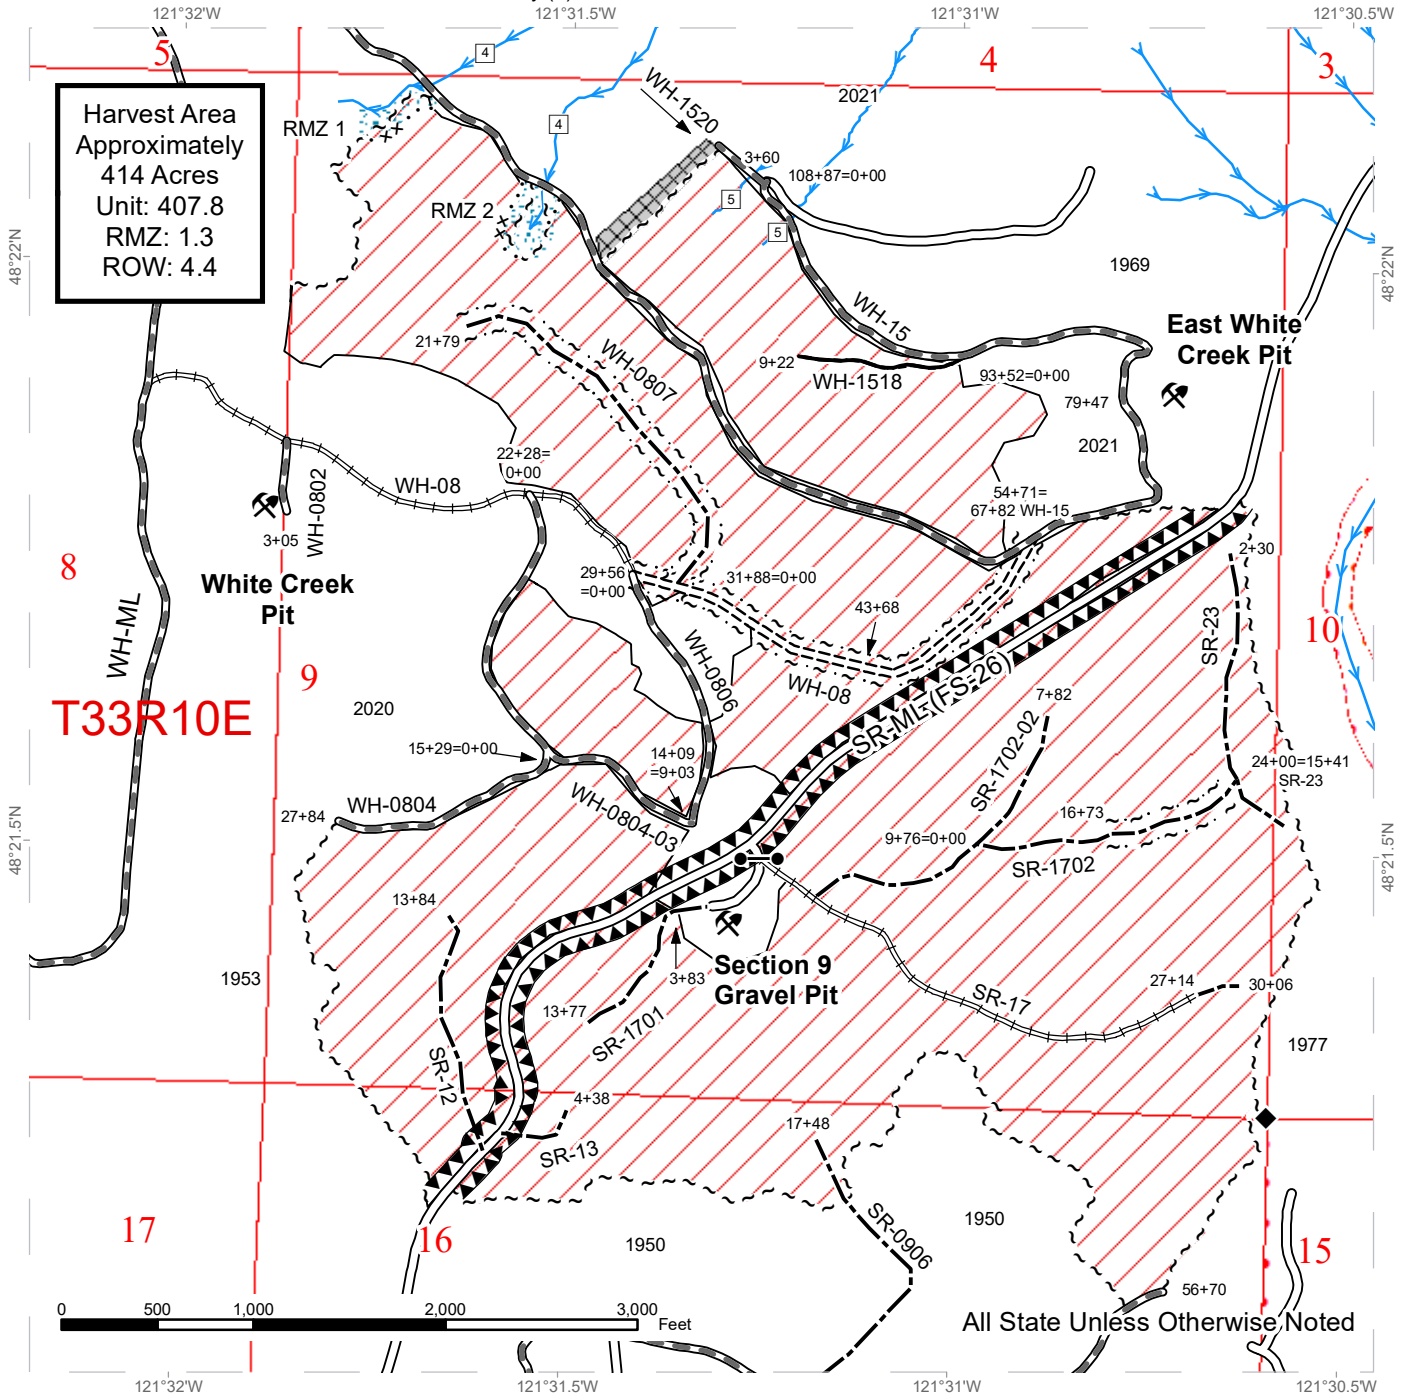 121°32'W
121°31.5'W
121°31'W
121°30.5'W
5
4
4
3
Harvest Area
Approximately
414 Acres
Unit: 407.8
RMZ: 1.3
ROW: 4.4
RMZ 1
4
WH-1520
2021
3+60
108+87=0+00
RMZ 2
5
5
48°22'N
48°22'N
1969
WH-15
East White
Creek Pit
21+79
WH-0807
9+22
WH-1518
93+52=0+00
79+47
2021
22+28=
0+00
WH-08
WH-0802
54+71=
67+82 WH-15
3+05
2+30
8
White Creek
Pit
29+56
=0+00
31+88=0+00
43+68
WH-ML
SR-23
10
9
WH-0806
WH-08
SR-ML (FS-26)
7+82
T33R10E
2020
SR-1702-02
15+29=0+00
14+09
=9+03
24+00=15+41
SR-23
27+84
WH-0804
WH-0804-03
16+73
9+76=0+00
SR-1702
48°21.5'N
48°21.5'N
13+84
1953
3+83
Section 9
Gravel Pit
SR-17
27+14
30+06
13+77
SR-1701
1977
SR-12
4+38
17+48
SR-13
17
16
1950
SR-0906
1950
15
56+70
0
500
1,000
2,000
3,000
Feet
All State Unless Otherwise Noted
121°32'W
121°31.5'W
121°31'W
121°30.5'W